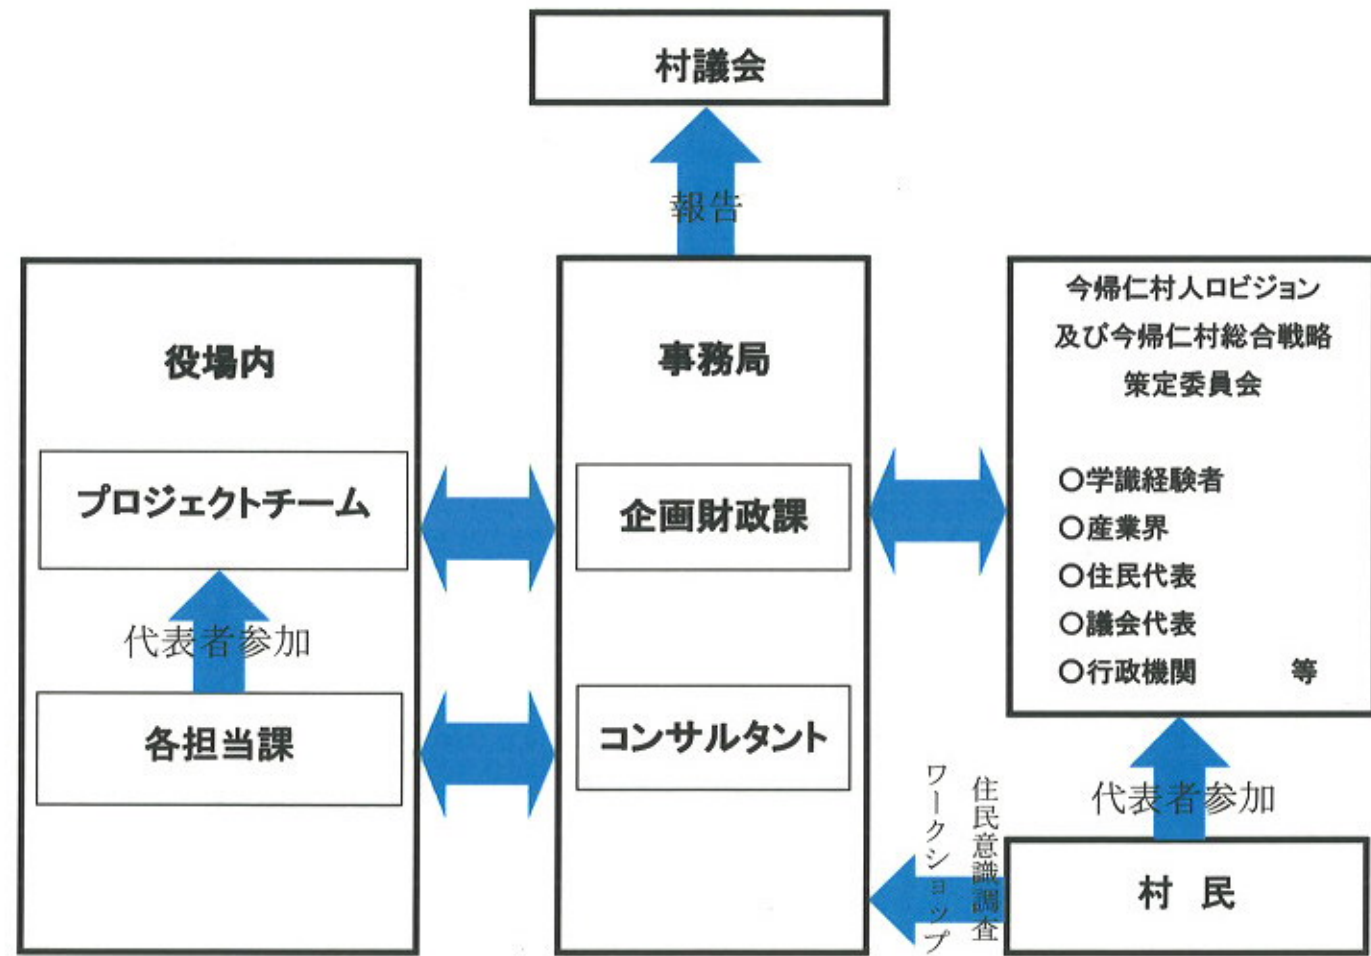 村議会
報告
役場内
プロジェクトチーム
代表者参加
各担当課
事務局
企画財政課
コンサルタント
今帰仁村人口ビジョン
及び今帰仁村総合戦略
策定委員会
〇学識経験者
〇産業界
〇住民代表
〇議会代表
〇行政機関　　　等
代表者参加
住民意識調査
ワークショップ
村　民